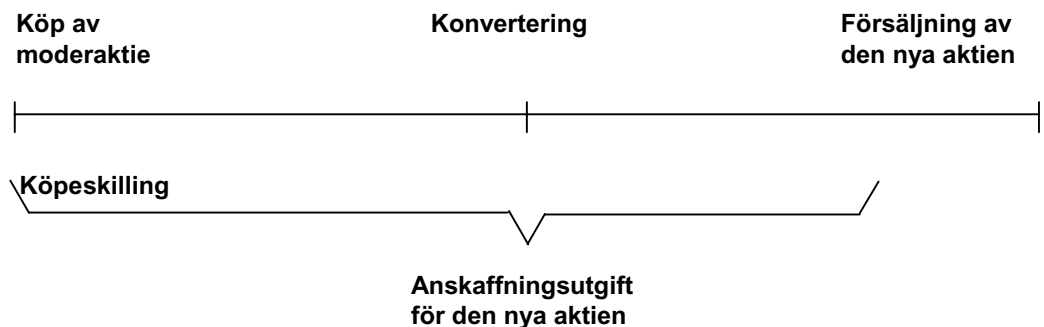 Köp av
moderaktie
Konvertering
Försäljning av
den nya aktien
Köpeskilling
Anskaffningsutgift
för den nya aktien